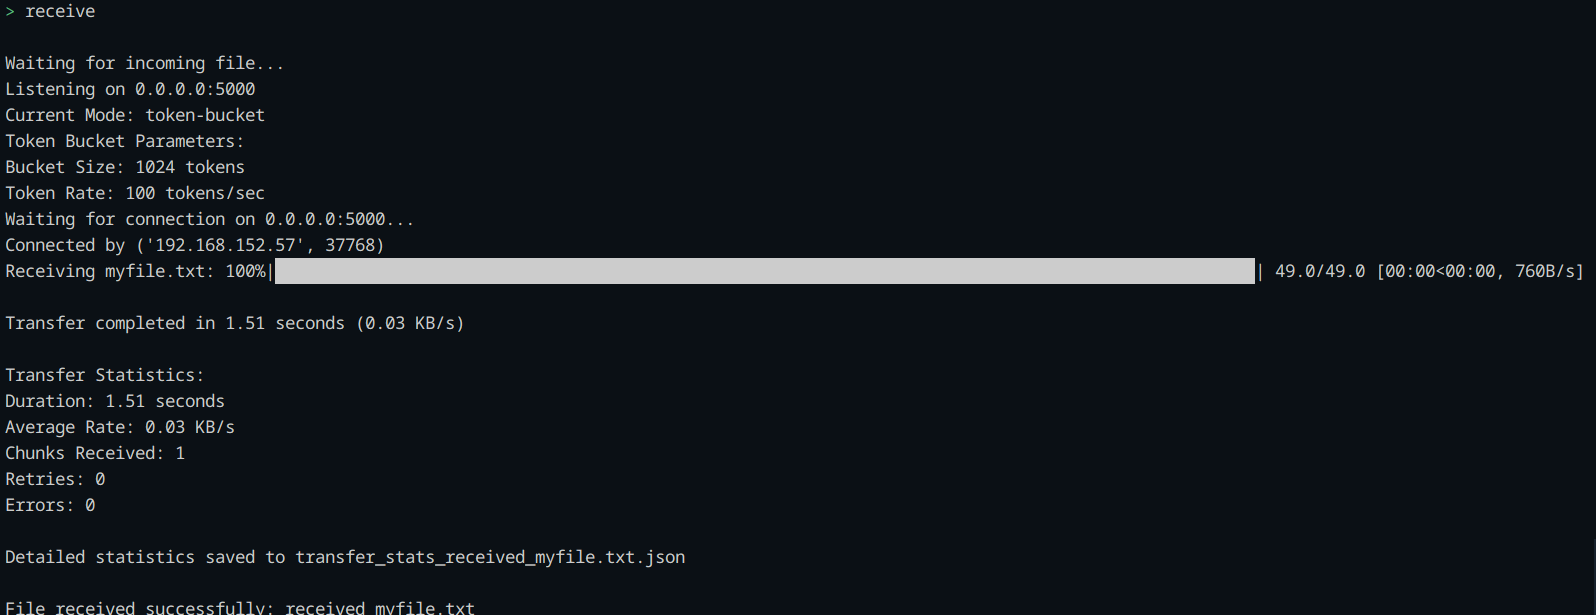 > receive
Waiting for incoming file...
Listening on 0.0.0.0:5000
Current Mode: token-bucket
Token Bucket Parameters:
Bucket Size: 1024 tokens
Token Rate: 100 tokens/sec
Waiting for connection on 0.0.0.0:5000...
Connected by ('192.168.152.57', 37768)
Receiving myfile.txt: 100%| | 49.0/49.0 [00:00<00:00, 760B/s]
Transfer completed in 1.51 seconds (0.03 KB/s)
Transfer Statistics:
Duration: 1.51 seconds
Average Rate: 0.03 KB/s
Chunks Received: 1
Retries: 0
Errors: 0
Detailed statistics saved to transfer_stats_received_myfile.txt.json
File received successfully: received_myfile.txt